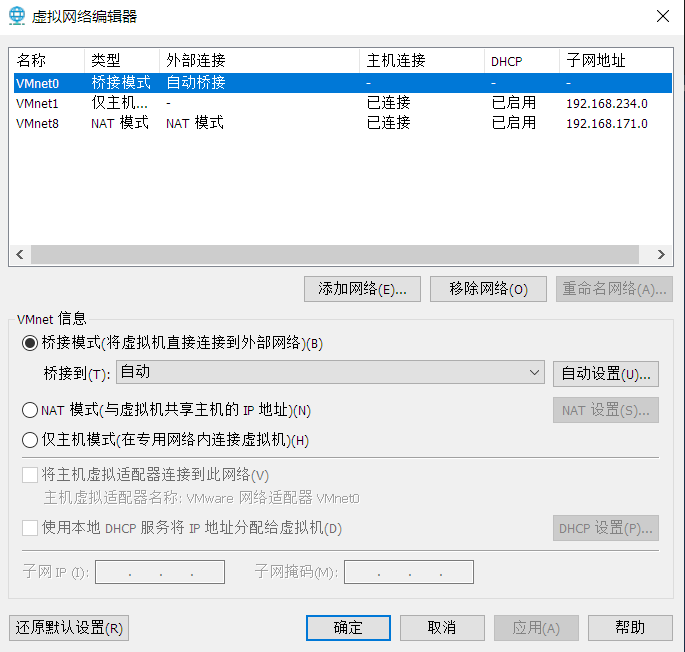 虚拟网络编辑器
名称 类型 外部连接 主机连接 DHCP 子网地址
VMnet0 桥接模式 自动桥接 - - -
VMnet1 仅主机... - 已连接 已启用 192.168.234.0
VMnet8 NAT 模式 NAT 模式 已连接 已启用 192.168.171.0
添加网络(E)... 移除网络(O) 重命名网络(A)...
VMnet 信息
桥接模式(将虚拟机直接连接到外部网络)(B)
桥接到(T): 自动 自动设置(U)...
NAT 模式(与虚拟机共享主机的 IP 地址)(N) NAT 设置(S)...
仅主机模式(在专用网络内连接虚拟机)(H)
将主机虚拟适配器连接到此网络(V)
主机虚拟适配器名称: VMware 网络适配器 VMnet0
使用本地 DHCP 服务将 IP 地址分配给虚拟机(D) DHCP 设置(P)...
子网 IP (I): . . . 子网掩码(M): . . .
还原默认设置(R) 确定 取消 应用(A) 帮助